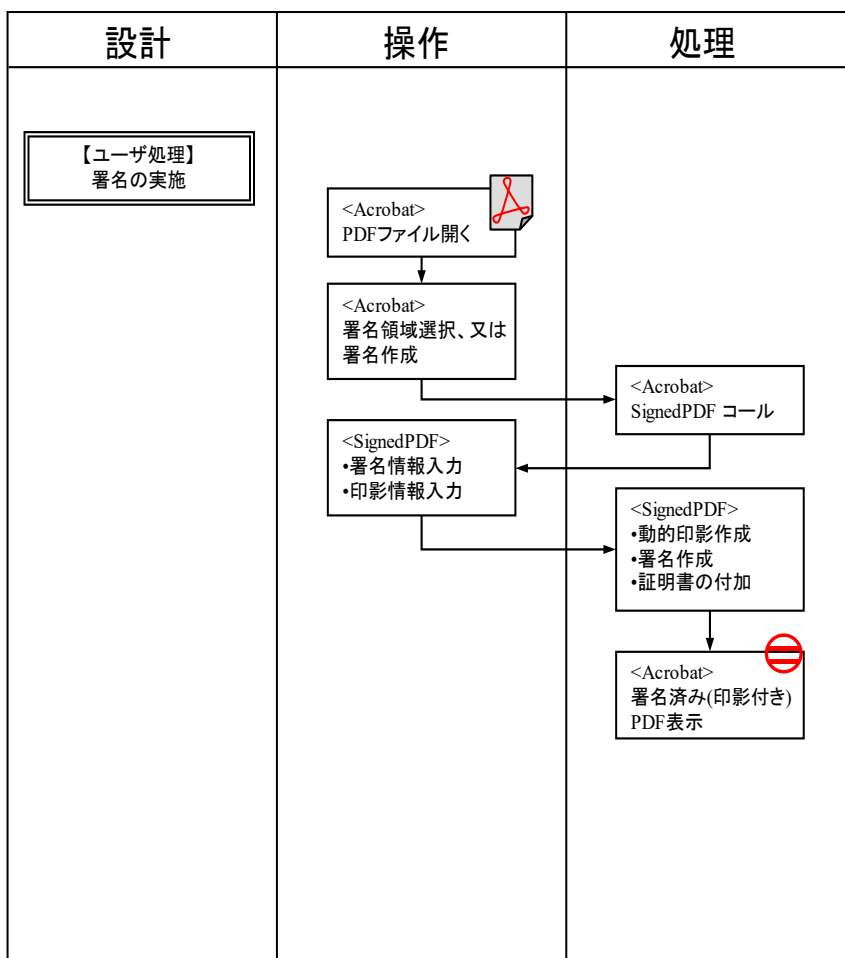 設計
操作
処理
【ユーザ処理】
署名の実施
<Acrobat>
PDFファイル開く
<Acrobat>
署名領域選択、又は
署名作成
<Acrobat>
SignedPDF コール
<SignedPDF>
•署名情報入力
•印影情報入力
<SignedPDF>
•動的印影作成
•署名作成
•証明書の付加
<Acrobat>
署名済み(印影付き)
PDF表示